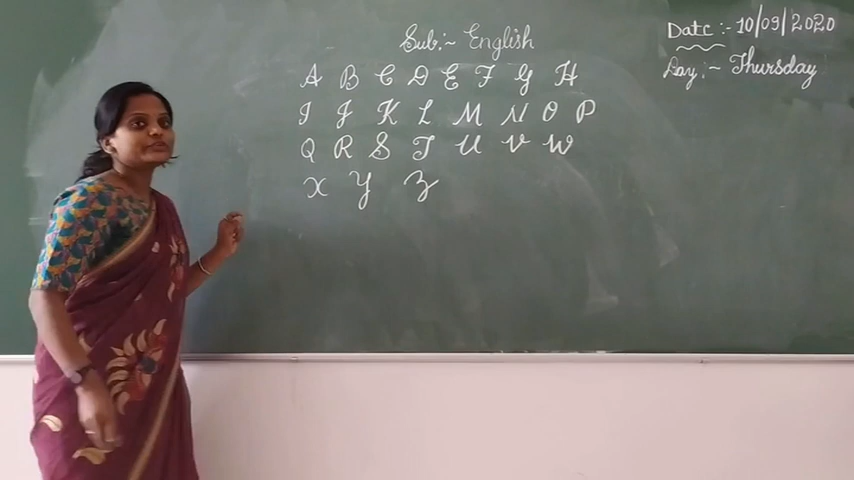 Sub:~ English
Date :- 10/09/2020
Day:~ Thursday
A B C D E F G H
I J K L M N O P
Q R S T U V W
X Y Z